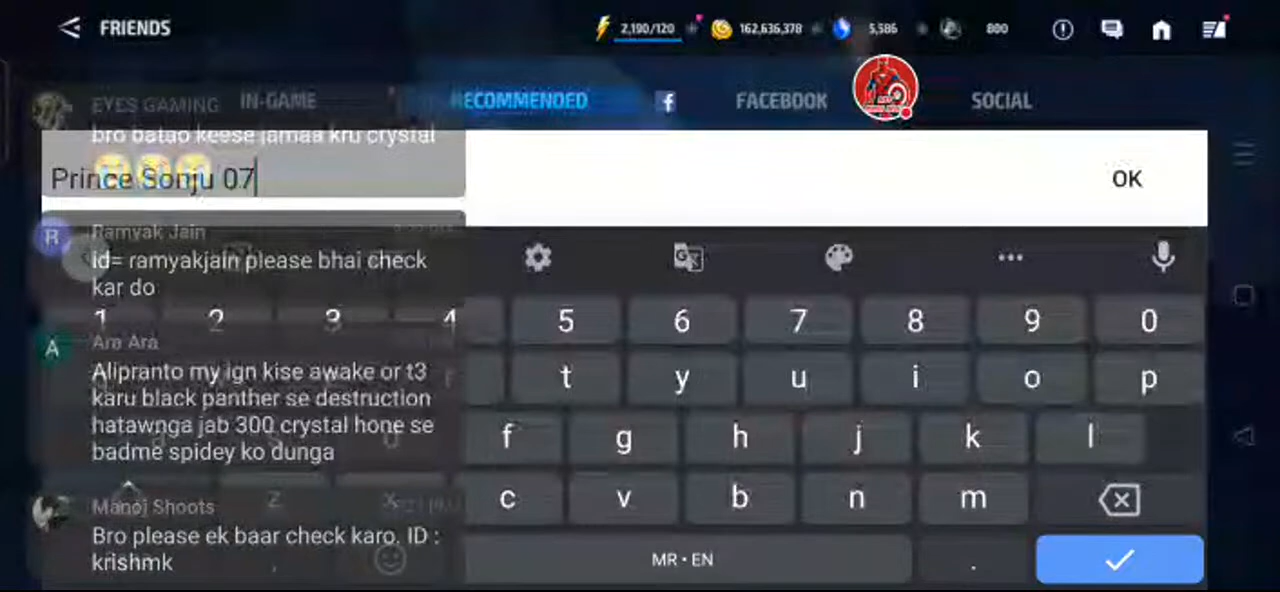 FRIENDS
2,190/120
162,636,378
5,586
800
IN-GAME
RECOMMENDED
FACEBOOK
SOCIAL
EYES GAMING
bro batao keese jamaa kru crystal
Prince Sonju 07
OK
Ramyak Jain
id= ramyakjain please bhai check
kar do
1 2 3 4 5 6 7 8 9 0
Ara Ara
Alipranto my ign kise awake or t3
karu black panther se destruction
hatawnga jab 300 crystal hone se
badme spidey ko dunga
t y u i o p
f g h j k l
z x c v b n m
Manoj Shoots
Bro please ek baar check karo. ID :
krishmk
, MR • EN .